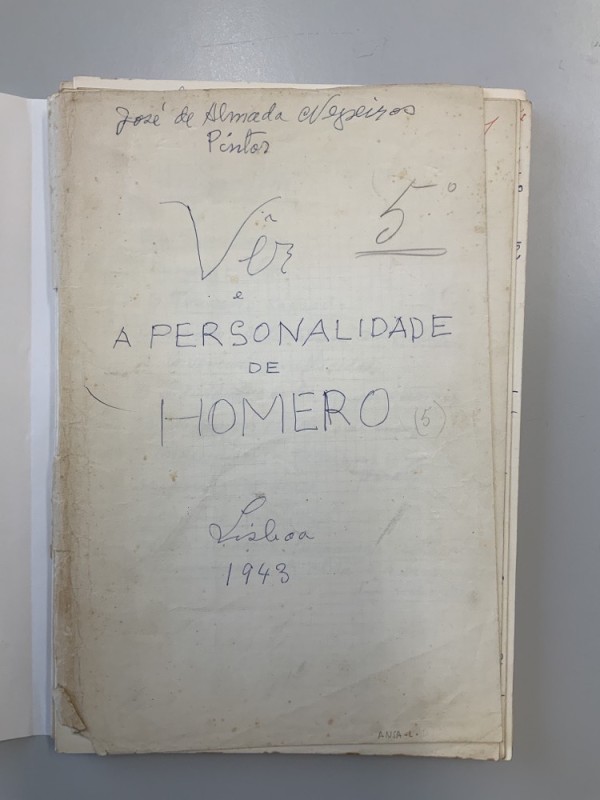 José de Almada Negreiros
Pintor
Vêr
5º
e
A PERSONALIDADE
DE
HOMERO (5)
Lisboa
1943